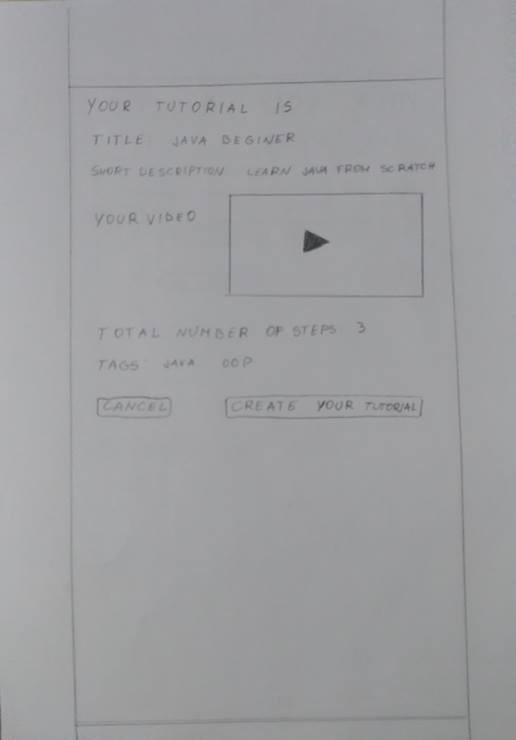 YOUR TUTORIAL IS
TITLE: JAVA BEGINER
SHORT DESCRIPTION: LEARN JAVA FROM SCRATCH
YOUR VIDEO
TOTAL NUMBER OF STEPS 3
TAGS: JAVA OOP
CANCEL CREATE YOUR TUTORIAL